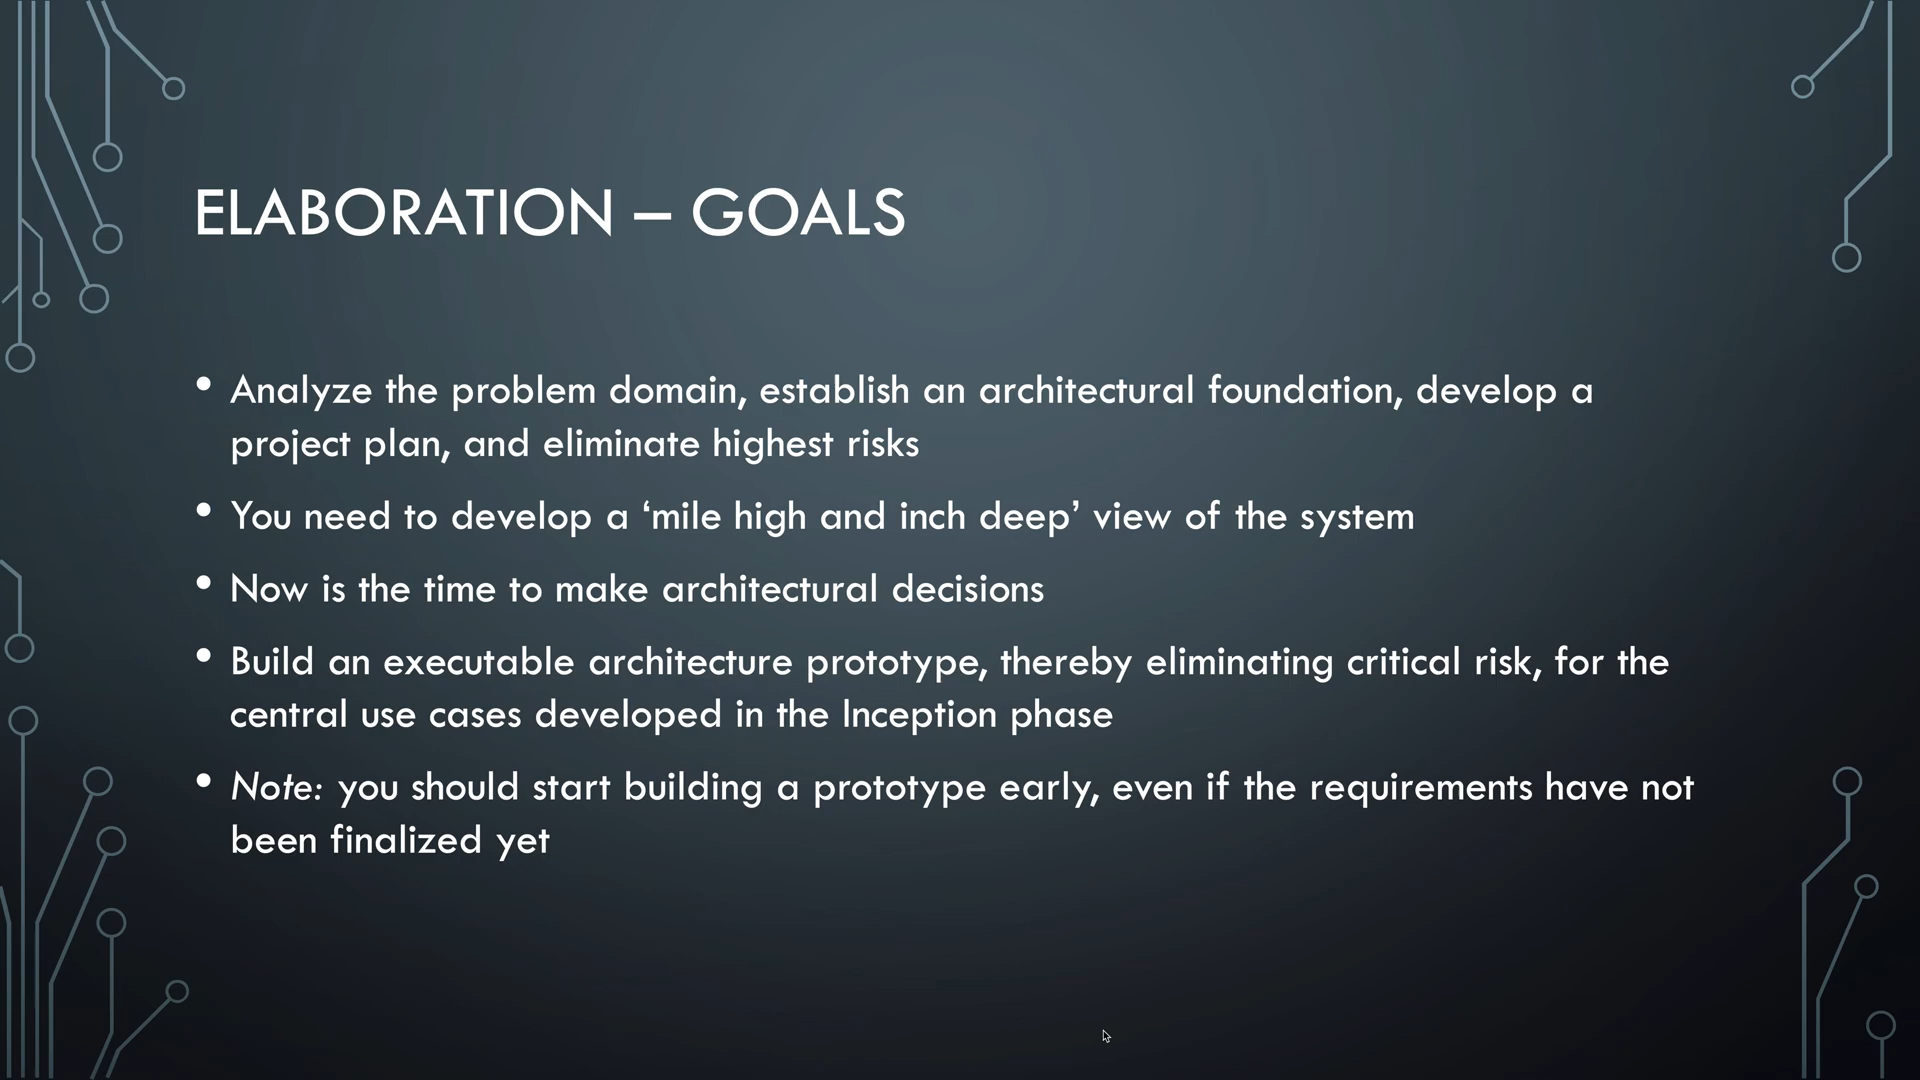 ELABORATION – GOALS
• Analyze the problem domain, establish an architectural foundation, develop a
project plan, and eliminate highest risks
• You need to develop a ‘mile high and inch deep’ view of the system
• Now is the time to make architectural decisions
• Build an executable architecture prototype, thereby eliminating critical risk, for the
central use cases developed in the Inception phase
• Note: you should start building a prototype early, even if the requirements have not
been finalized yet